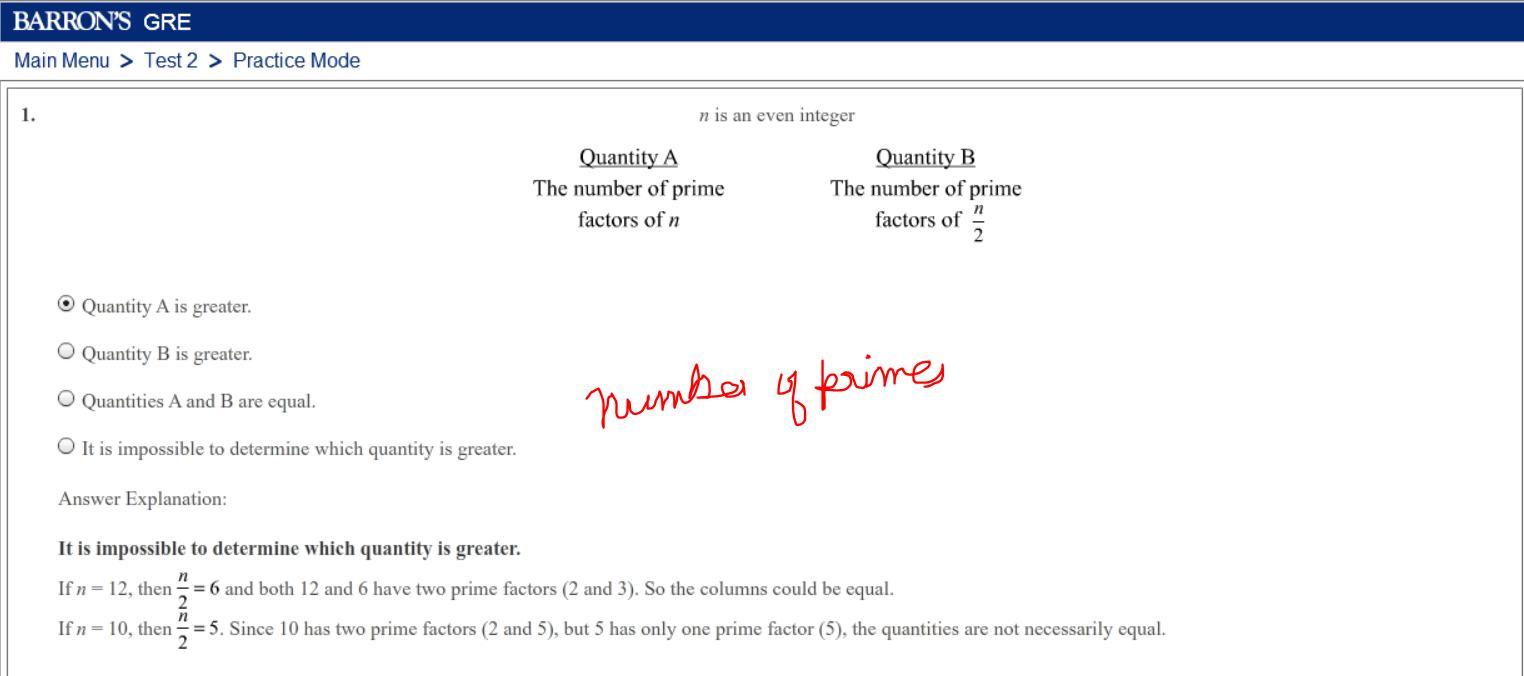 BARRON'S GRE
Main Menu > Test 2 > Practice Mode
1.
n is an even integer
Quantity A
The number of prime
factors of n
Quantity B
The number of prime
factors of n/2
Quantity A is greater.
Quantity B is greater.
Quantities A and B are equal.
It is impossible to determine which quantity is greater.
number of primes
Answer Explanation:
It is impossible to determine which quantity is greater.
If n = 12, then n/2 = 6 and both 12 and 6 have two prime factors (2 and 3). So the columns could be equal.
If n = 10, then n/2 = 5. Since 10 has two prime factors (2 and 5), but 5 has only one prime factor (5), the quantities are not necessarily equal.